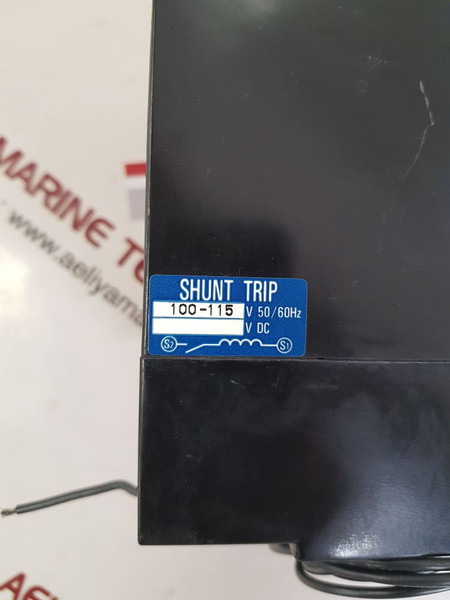 MARINE
www.aeliyama
SHUNT TRIP
100-115 V 50/60Hz
V DC
S2 S1